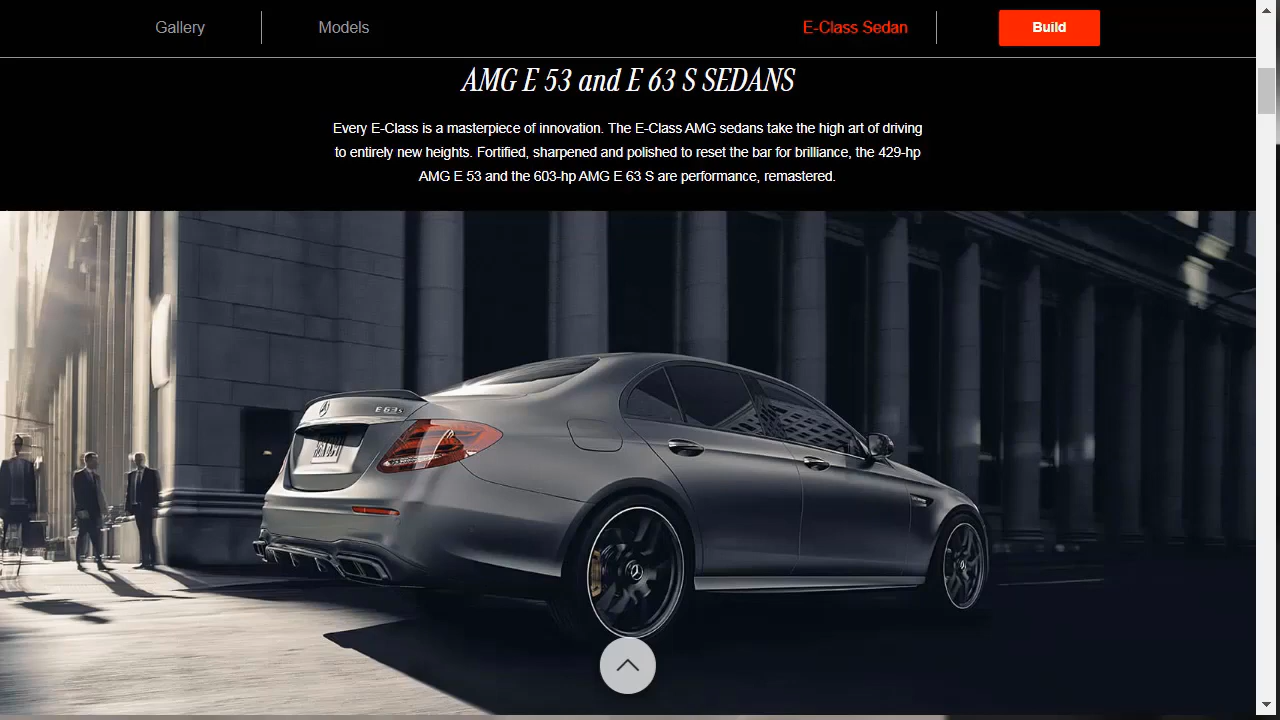 Gallery
Models
E-Class Sedan
Build
AMG E 53 and E 63 S SEDANS
Every E-Class is a masterpiece of innovation. The E-Class AMG sedans take the high art of driving
to entirely new heights. Fortified, sharpened and polished to reset the bar for brilliance, the 429-hp
AMG E 53 and the 603-hp AMG E 63 S are performance, remastered.
E 63 S